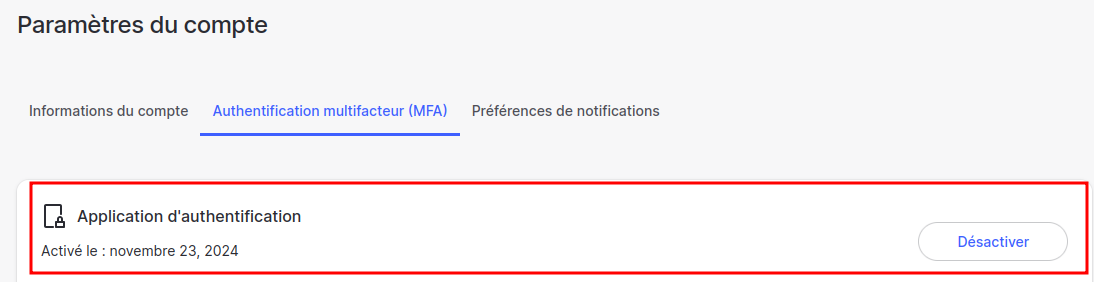 Paramètres du compte
Informations du compte Authentification multifacteur (MFA) Préférences de notifications
Application d'authentification
Activé le : novembre 23, 2024
Désactiver